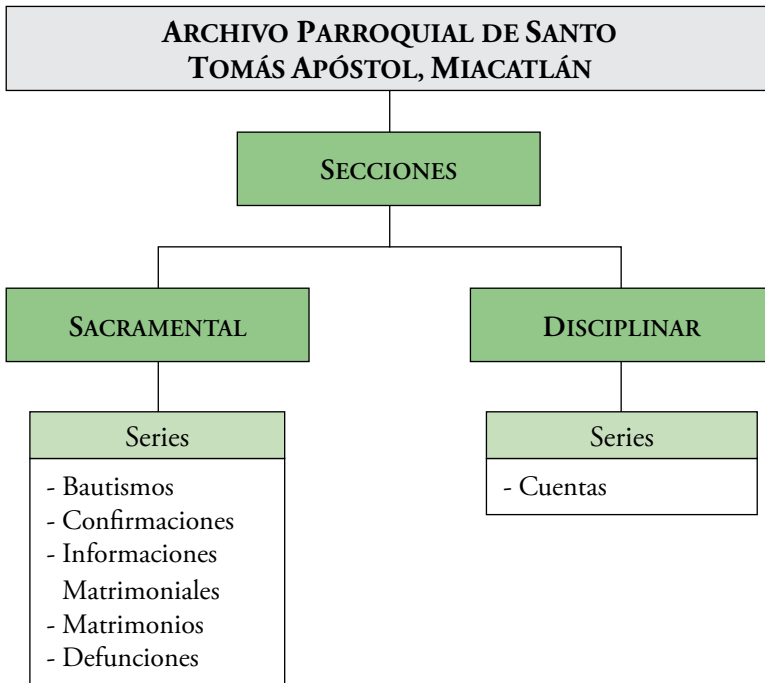 ARCHIVO PARROQUIAL DE SANTO
TOMÁS APÓSTOL, MIACATLÁN
SECCIONES
SACRAMENTAL
DISCIPLINAR
Series
- Bautismos
- Confirmaciones
- Informaciones
Matrimoniales
- Matrimonios
- Defunciones
Series
- Cuentas